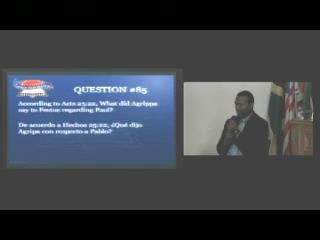 QUESTION #85
According to Acts 25:22, What did Agrippa
say to Festus regarding Paul?
De acuerdo a Hechos 25:22, ¿Qué dijo
Agripa con respecto a Pablo?